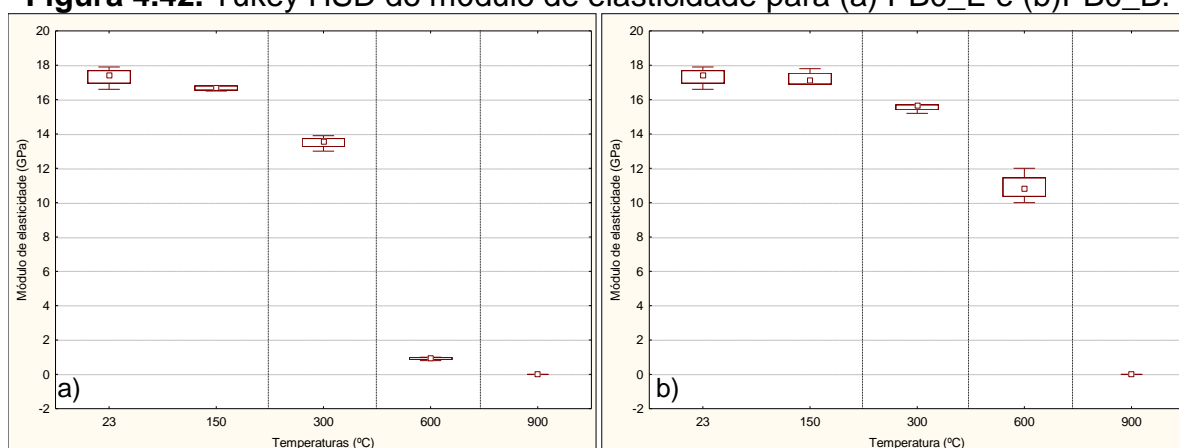 Figura 4.42. Tukey HSD do módulo de elasticidade para (a) e
20
18
16
14
12
10
8
6
4
2
0
-2
Módulo de elasticidade (GPa)
a)
23 150 300 600 900
Temperaturas (ºC)
20
18
16
14
12
10
8
6
4
2
0
-2
Módulo de elasticidade (GPa)
b)
23 150 300 600 900
Temperatura (ºC)